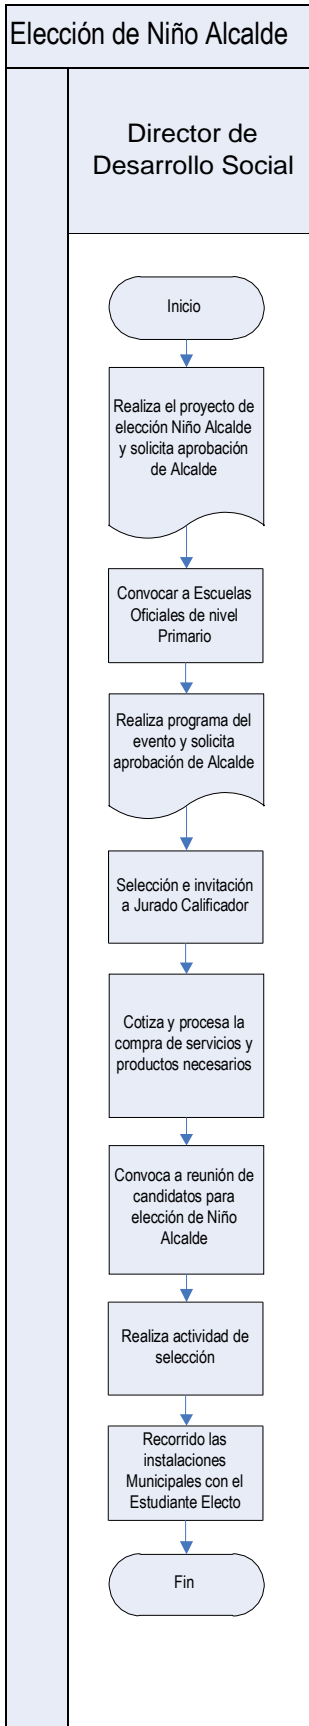 Elección de Niño Alcalde
Director de
Desarrollo Social
Inicio
Realiza el proyecto de
elección Niño Alcalde
y solicita aprobación
de Alcalde
Convocar a Escuelas
Oficiales de nivel
Primario
Realiza programa del
evento y solicita
aprobación de Alcalde
Selección e invitación
a Jurado Calificador
Cotiza y procesa la
compra de servicios y
productos necesarios
Convoca a reunión de
candidatos para
elección de Niño
Alcalde
Realiza actividad de
selección
Recorrido las
instalaciones
Municipales con el
Estudiante Electo
Fin